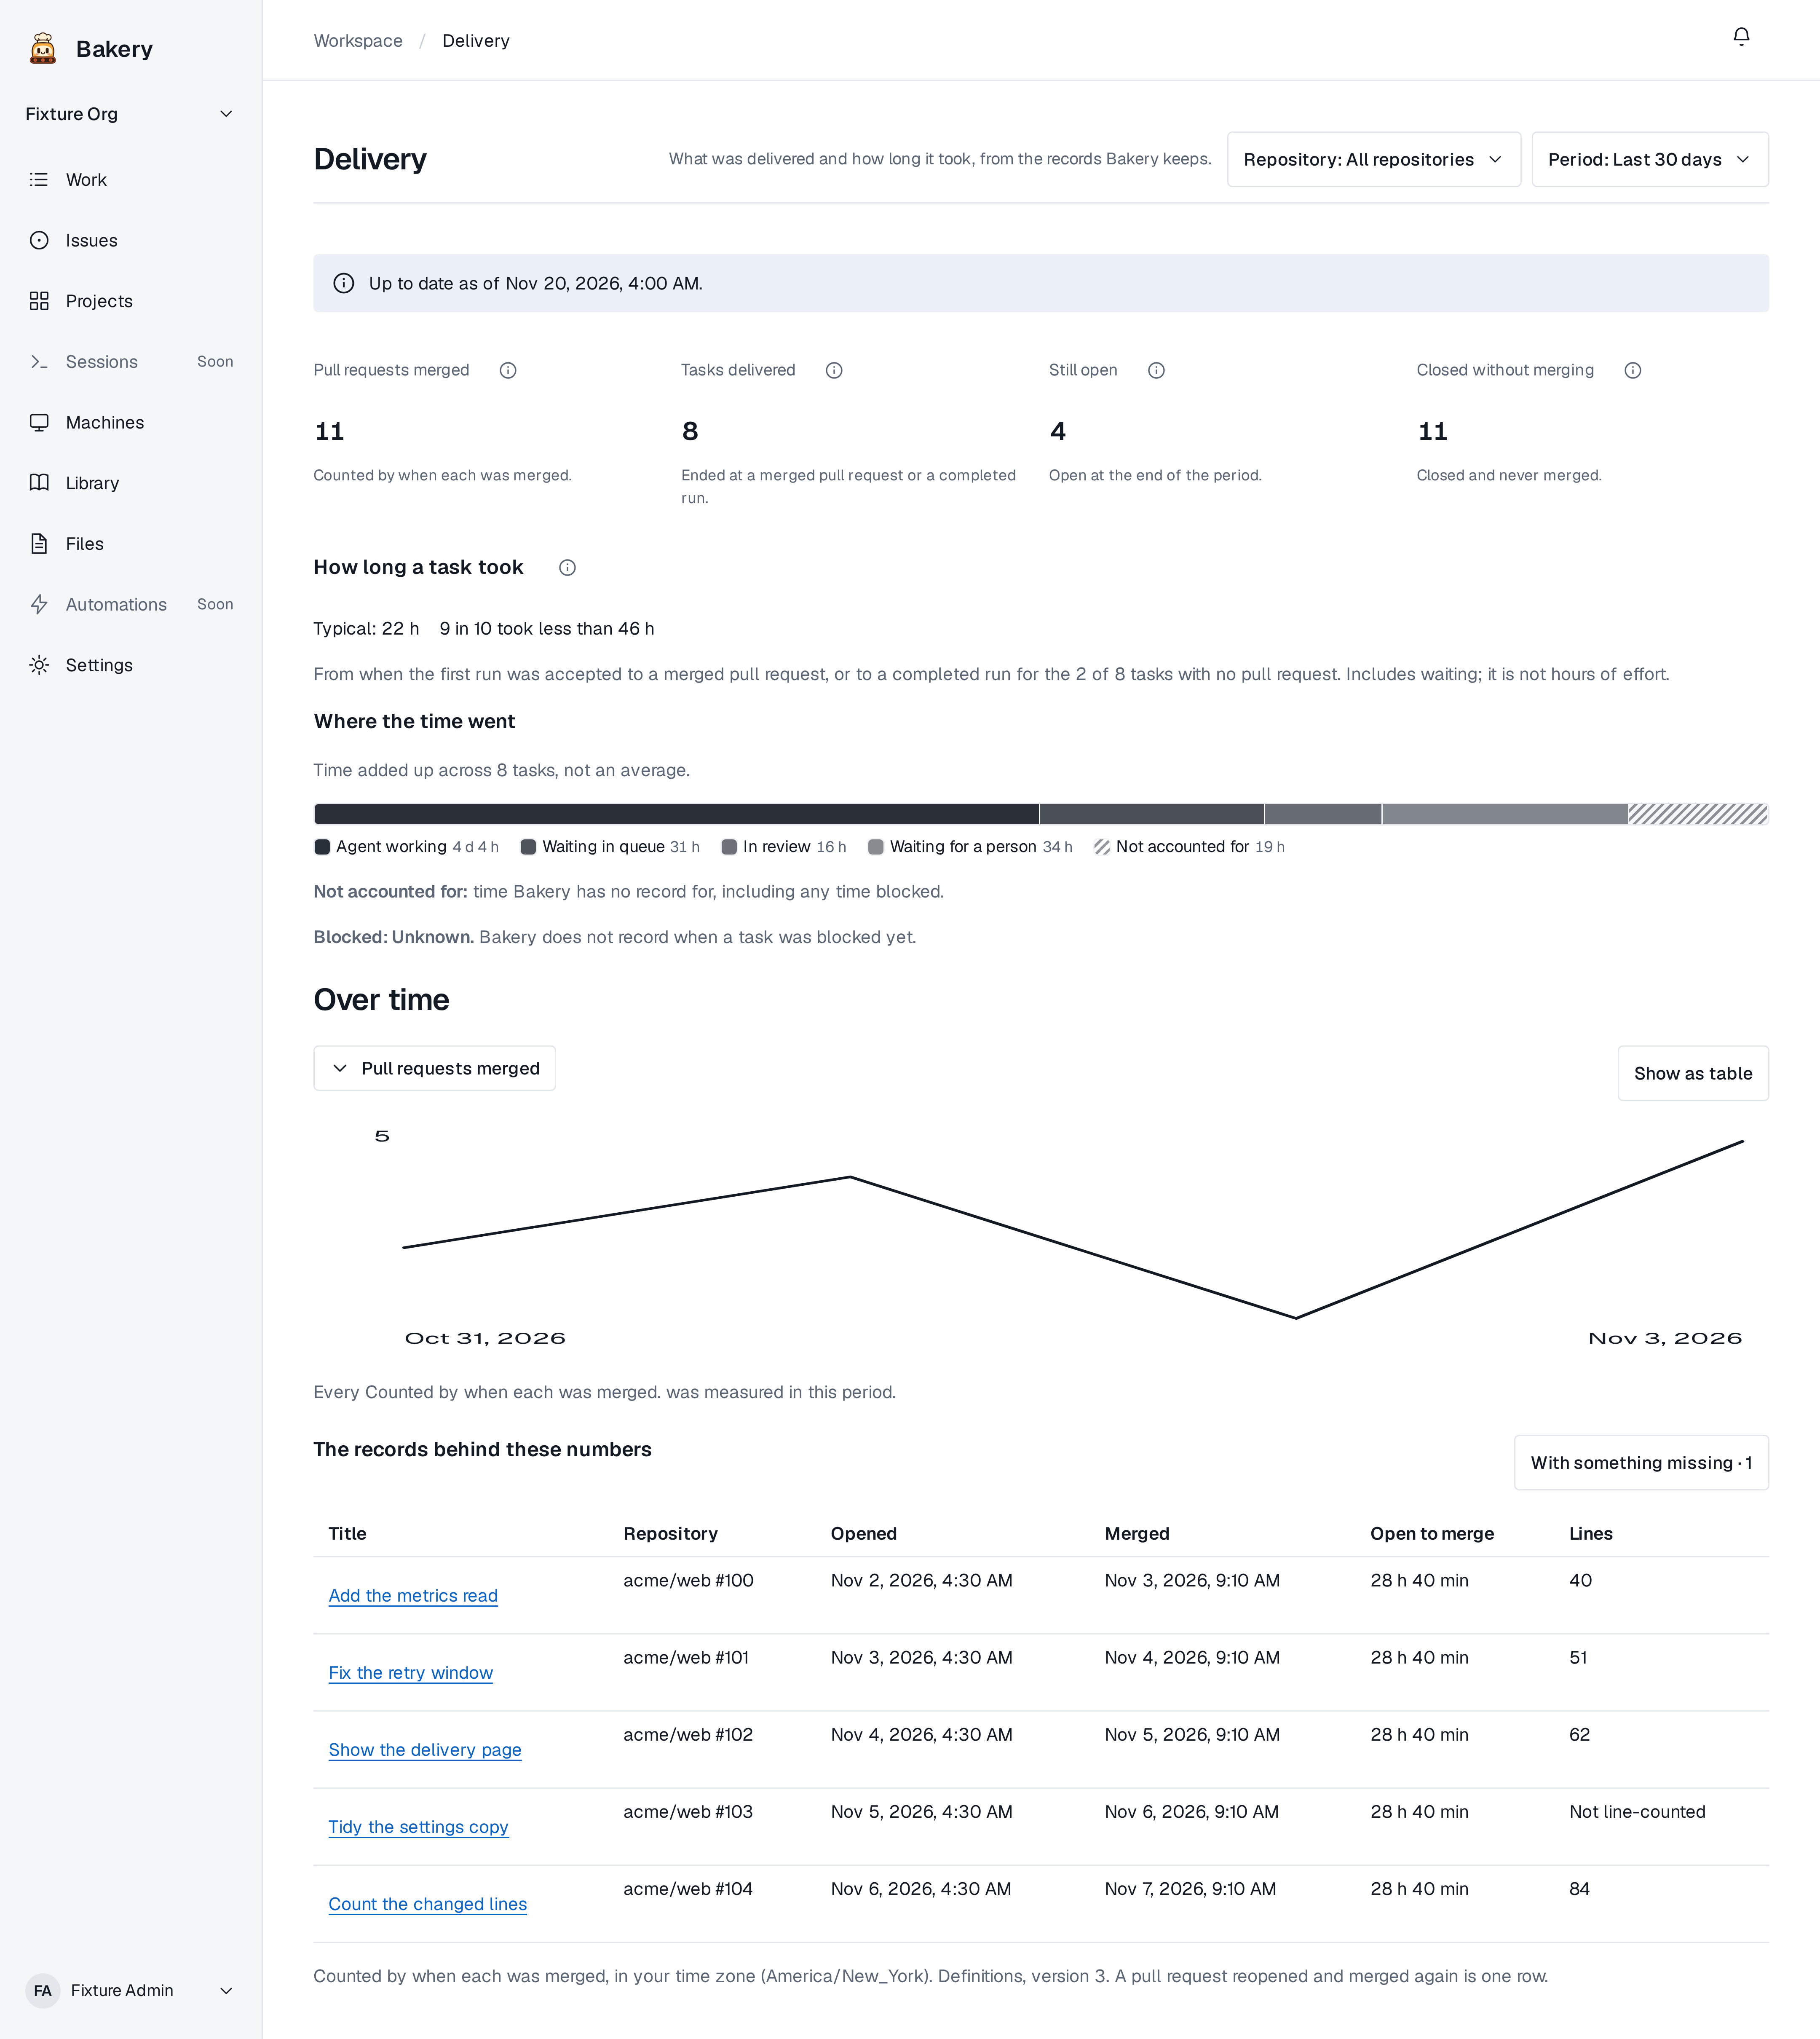 Bakery
Workspace / Delivery
Fixture Org
Work
Issues
Projects
Sessions Soon
Machines
Library
Files
Automations Soon
Settings
FA Fixture Admin
Delivery
What was delivered and how long it took, from the records Bakery keeps.
Repository: All repositories
Period: Last 30 days
Up to date as of Nov 20, 2026, 4:00 AM.
Pull requests merged
11
Counted by when each was merged.
Tasks delivered
8
Ended at a merged pull request or a completed
run.
Still open
4
Open at the end of the period.
Closed without merging
11
Closed and never merged.
How long a task took
Typical: 22 h 9 in 10 took less than 46 h
From when the first run was accepted to a merged pull request, or to a completed run for the 2 of 8 tasks with no pull request. Includes waiting; it is not hours of effort.
Where the time went
Time added up across 8 tasks, not an average.
Agent working 4 d 4 h Waiting in queue 31 h In review 16 h Waiting for a person 34 h Not accounted for 19 h
Not accounted for: time Bakery has no record for, including any time blocked.
Blocked: Unknown. Bakery does not record when a task was blocked yet.
Over time
Pull requests merged
Show as table
5
Oct 31, 2026 Nov 3, 2026
Every Counted by when each was merged. was measured in this period.
The records behind these numbers
With something missing · 1
Title Repository Opened Merged Open to merge Lines
Add the metrics read acme/web #100 Nov 2, 2026, 4:30 AM Nov 3, 2026, 9:10 AM 28 h 40 min 40
Fix the retry window acme/web #101 Nov 3, 2026, 4:30 AM Nov 4, 2026, 9:10 AM 28 h 40 min 51
Show the delivery page acme/web #102 Nov 4, 2026, 4:30 AM Nov 5, 2026, 9:10 AM 28 h 40 min 62
Tidy the settings copy acme/web #103 Nov 5, 2026, 4:30 AM Nov 6, 2026, 9:10 AM 28 h 40 min Not line-counted
Count the changed lines acme/web #104 Nov 6, 2026, 4:30 AM Nov 7, 2026, 9:10 AM 28 h 40 min 84
Counted by when each was merged, in your time zone (America/New_York). Definitions, version 3. A pull request reopened and merged again is one row.